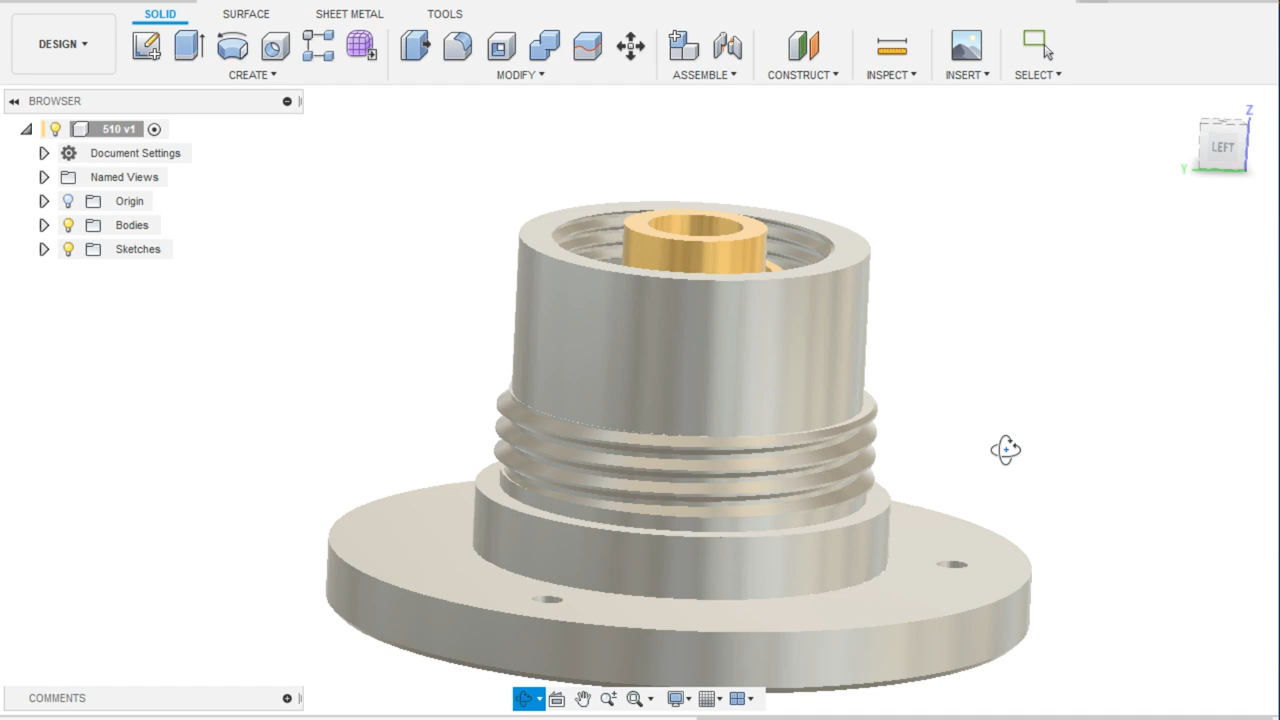 SOLID SURFACE SHEET METAL TOOLS
DESIGN
CREATE MODIFY ASSEMBLE CONSTRUCT INSPECT INSERT SELECT
BROWSER
510 v1
Document Settings
Named Views
Origin
Bodies
Sketches
Z
LEFT
Y
COMMENTS